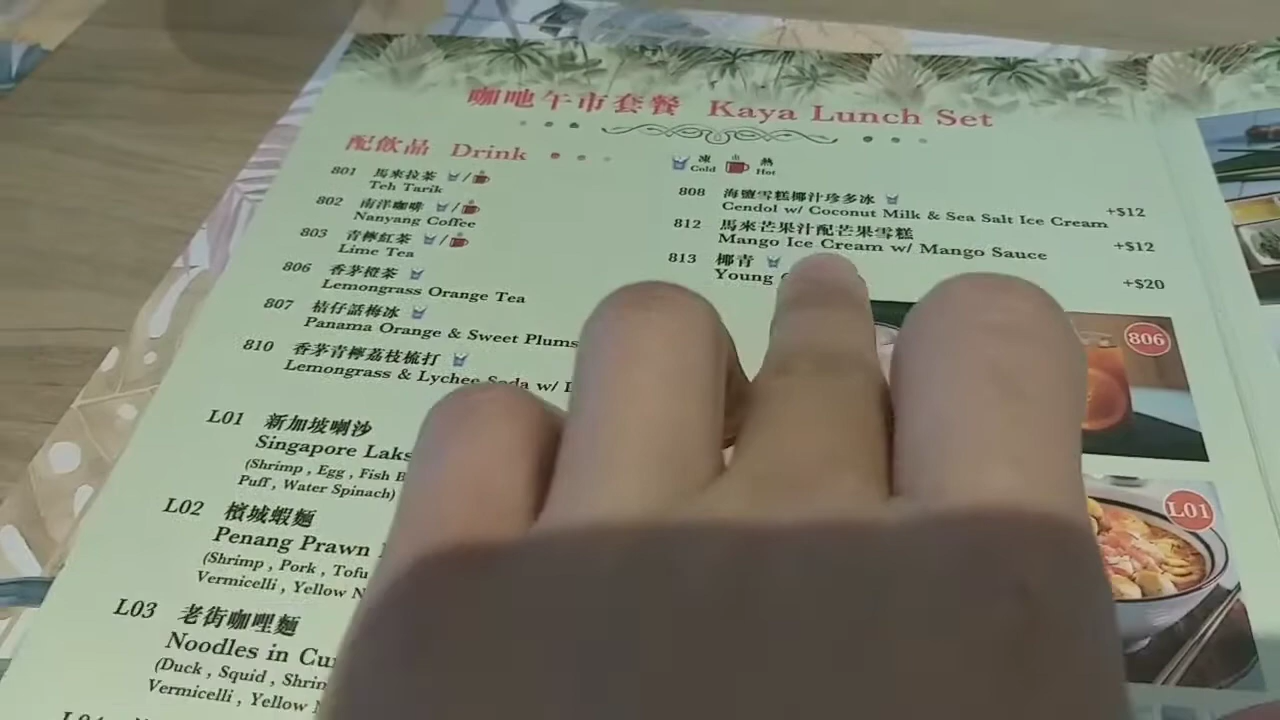 咖吔午市套餐 Kaya Lunch Set
配飲品 Drink
801 馬來拉茶 /
Teh Tarik
802 南洋咖啡 /
Nanyang Coffee
803 青檸紅茶 /
Lime Tea
806 香茅橙茶
Lemongrass Orange Tea
807 桔仔話梅冰
Panama Orange & Sweet Plums
810 香茅青檸荔枝梳打
Lemongrass & Lychee Soda w/
凍 Cold 熱 Hot
808 海鹽雪糕椰汁珍多冰
Cendol w/ Coconut Milk & Sea Salt Ice Cream +$12
812 馬來芒果汁配芒果雪糕
Mango Ice Cream w/ Mango Sauce +$12
813 椰青
Young +$20
806
L01 新加坡喇沙
Singapore Laks
(Shrimp , Egg , Fish B
Puff , Water Spinach)
L02 檳城蝦麵
Penang Prawn
(Shrimp , Pork , Tofu
Vermicelli , Yellow N
L03 老街咖哩麵
Noodles in Cu
(Duck , Squid , Shrim
Vermicelli , Yellow N
L01